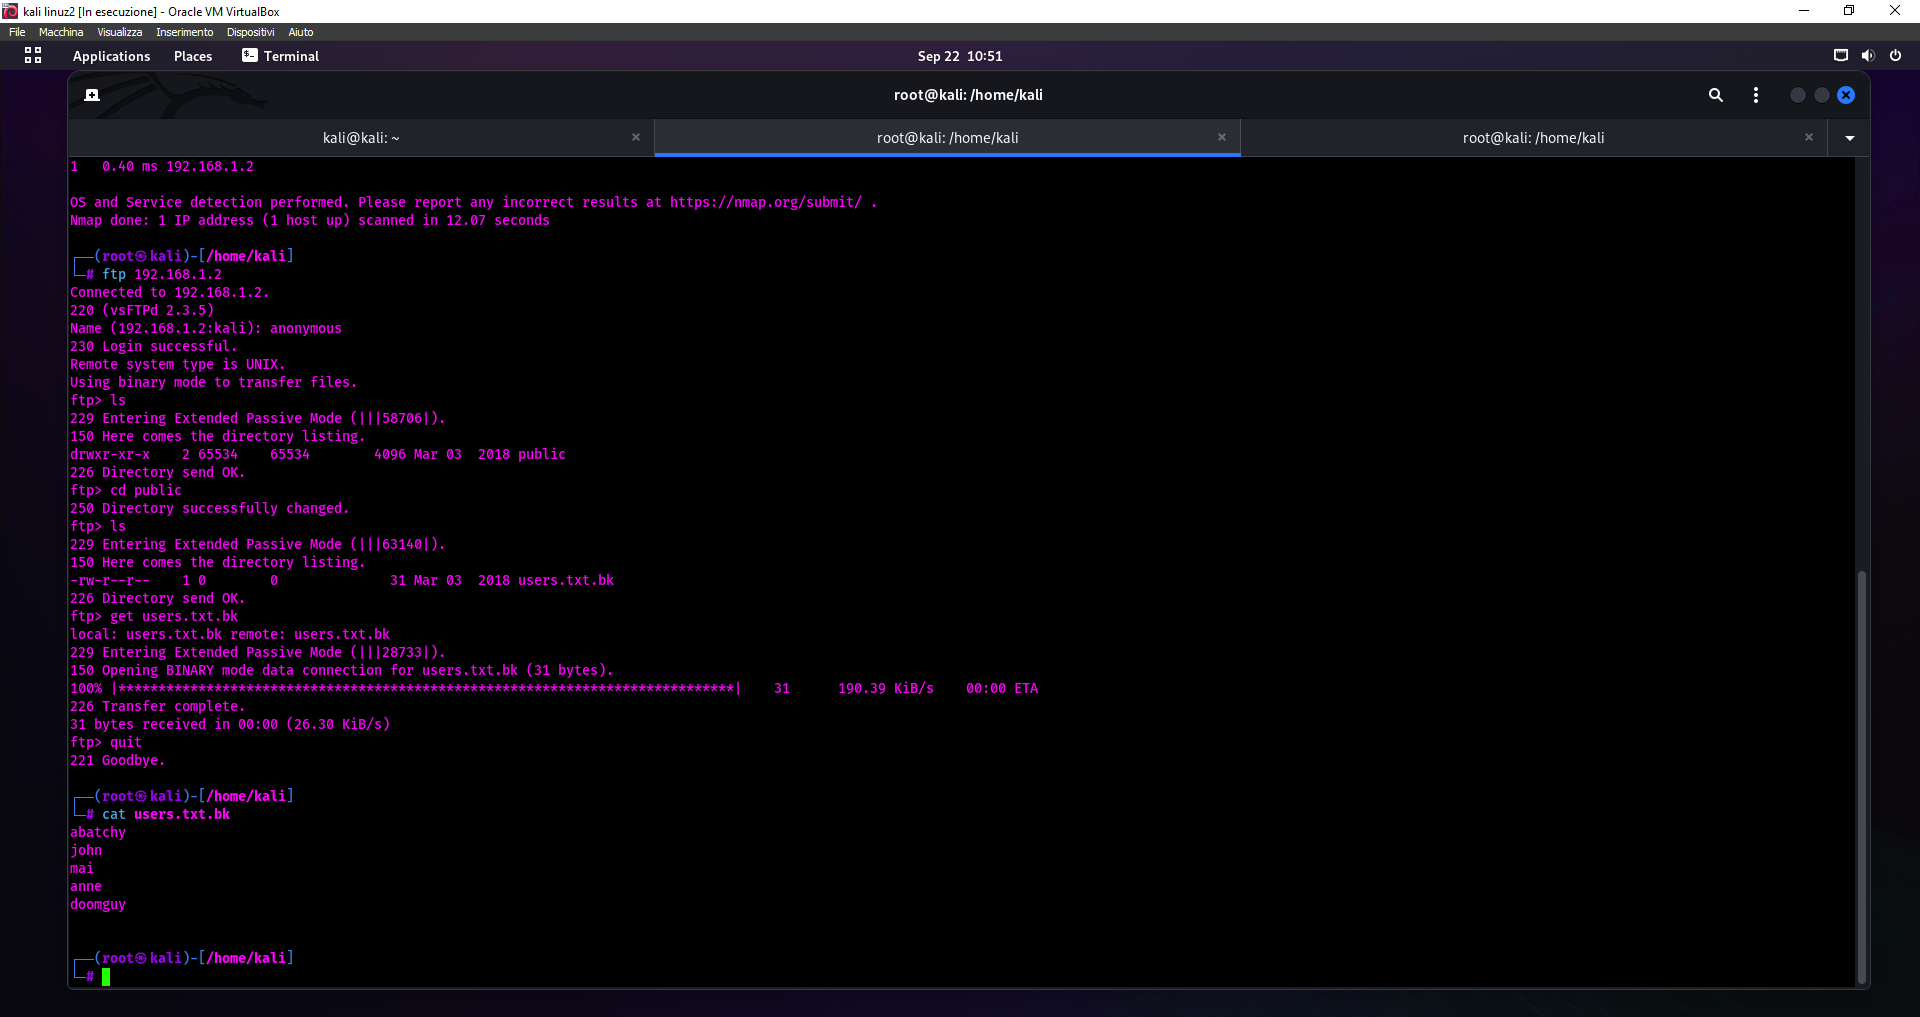 kali linuz2 [In esecuzione] - Oracle VM VirtualBox
File Macchina Visualizza Inserimento Dispositivi Aiuto
Applications Places Terminal Sep 22 10:51
root@kali: /home/kali
kali@kali: ~ root@kali: /home/kali root@kali: /home/kali
1   0.40 ms 192.168.1.2
OS and Service detection performed. Please report any incorrect results at https://nmap.org/submit/ .
Nmap done: 1 IP address (1 host up) scanned in 12.07 seconds
┌──(root㉿kali)-[/home/kali]
└─# ftp 192.168.1.2
Connected to 192.168.1.2.
220 (vsFTPd 2.3.5)
Name (192.168.1.2:kali): anonymous
230 Login successful.
Remote system type is UNIX.
Using binary mode to transfer files.
ftp> ls
229 Entering Extended Passive Mode (|||58706|).
150 Here comes the directory listing.
drwxr-xr-x    2 65534    65534        4096 Mar 03  2018 public
226 Directory send OK.
ftp> cd public
250 Directory successfully changed.
ftp> ls
229 Entering Extended Passive Mode (|||63140|).
150 Here comes the directory listing.
-rw-r--r--    1 0        0              31 Mar 03  2018 users.txt.bk
226 Directory send OK.
ftp> get users.txt.bk
local: users.txt.bk remote: users.txt.bk
229 Entering Extended Passive Mode (|||28733|).
150 Opening BINARY mode data connection for users.txt.bk (31 bytes).
100% |*****************************************************************************|    31      190.39 KiB/s    00:00 ETA
226 Transfer complete.
31 bytes received in 00:00 (26.30 KiB/s)
ftp> quit
221 Goodbye.
┌──(root㉿kali)-[/home/kali]
└─# cat users.txt.bk
abatchy
john
mai
anne
doomguy
┌──(root㉿kali)-[/home/kali]
└─#